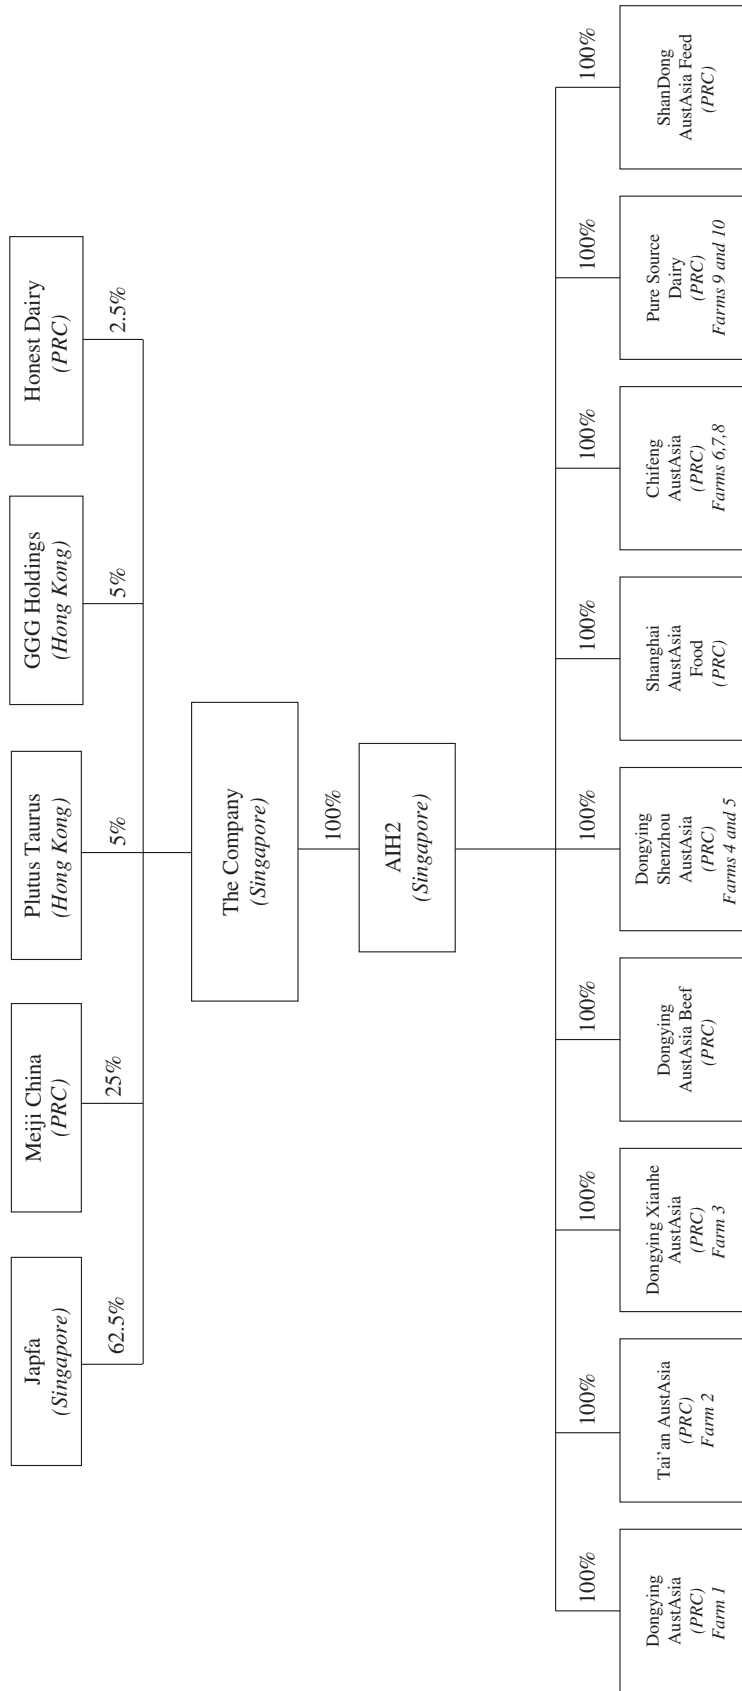 Japfa
(Singapore)
Meiji China
(PRC)
Plutus Taurus
(Hong Kong)
GGG Holdings
(Hong Kong)
Honest Dairy
(PRC)
62.5%
25%
5%
5%
2.5%
The Company
(Singapore)
100%
AIH2
(Singapore)
100%
100%
100%
100%
100%
100%
100%
100%
100%
Dongying
AustAsia
(PRC)
Farm 1
Tai'an AustAsia
(PRC)
Farm 2
Dongying Xianhe
AustAsia
(PRC)
Farm 3
Dongying
AustAsia Beef
(PRC)
Dongying
Shenzhou
AustAsia
(PRC)
Farms 4 and 5
Shanghai
AustAsia
Food
(PRC)
Chifeng
AustAsia
(PRC)
Farms 6,7,8
Pure Source
Dairy
(PRC)
Farms 9 and 10
ShanDong
AustAsia Feed
(PRC)